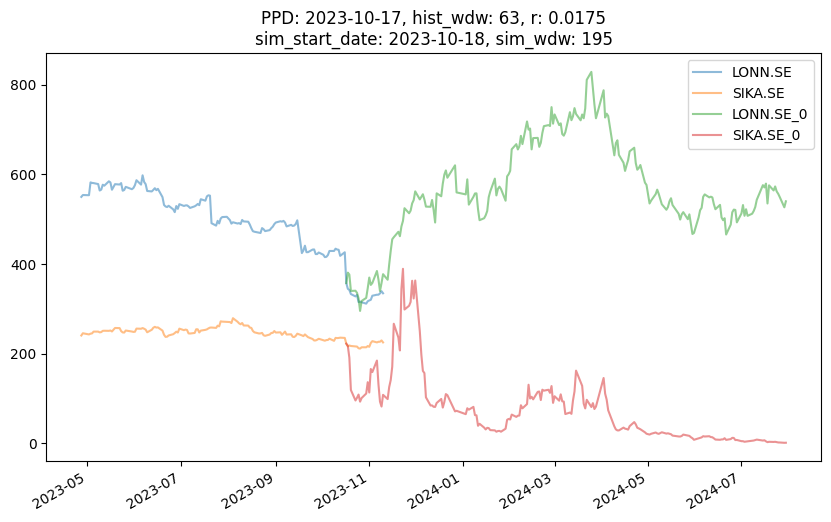 PPD: 2023-10-17, hist_wdw: 63, r: 0.0175
sim_start_date: 2023-10-18, sim_wdw: 195
LONN.SE
SIKA.SE
LONN.SE_0
SIKA.SE_0
800
600
400
200
0
2023-05
2023-07
2023-09
2023-11
2024-01
2024-03
2024-05
2024-07